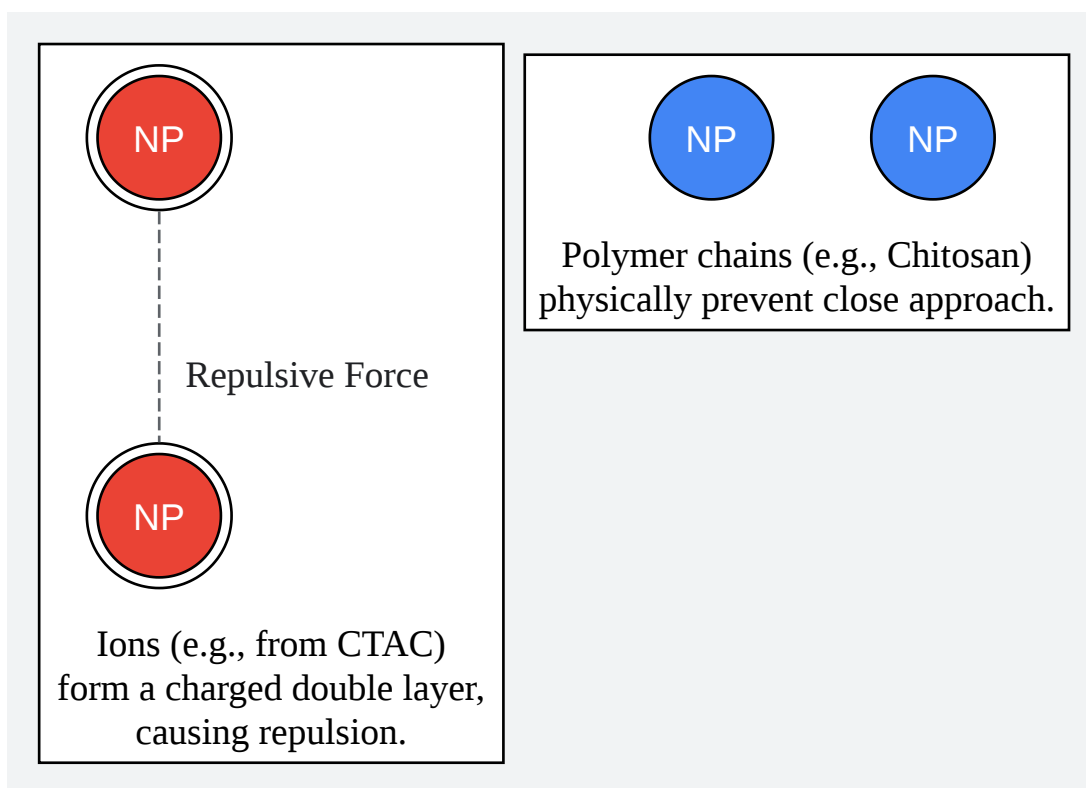 NP
Repulsive Force
NP
Ions (e.g., from CTAC)
form a charged double layer,
causing repulsion.
NP NP
Polymer chains (e.g., Chitosan)
physically prevent close approach.